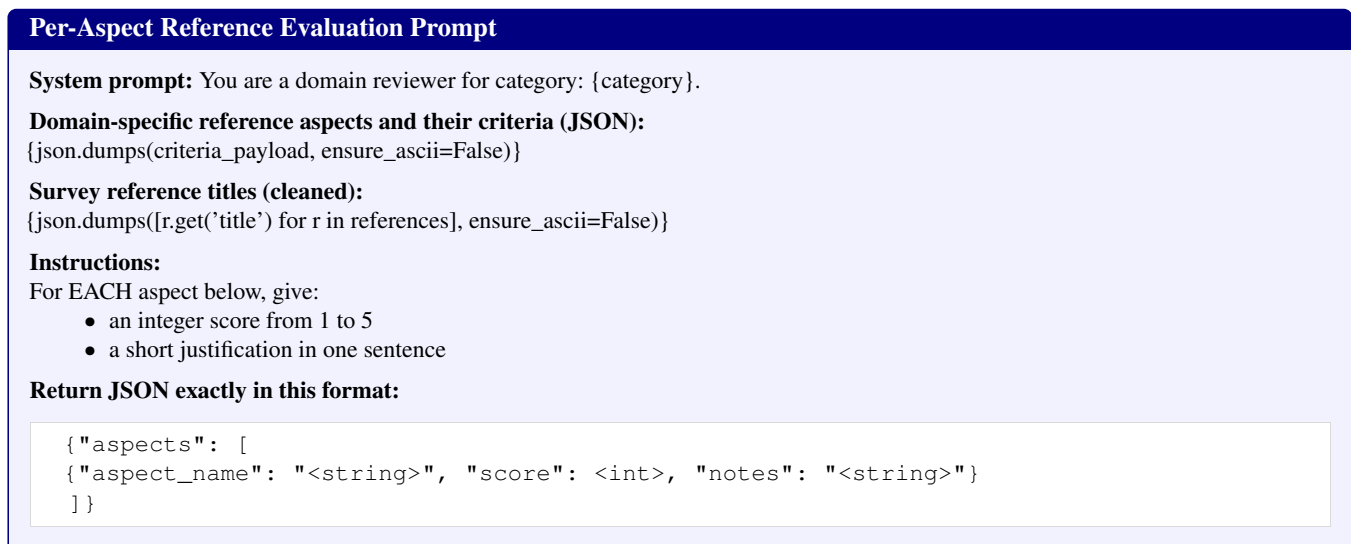 Per-Aspect Reference Evaluation Prompt
System prompt: You are a domain reviewer for category: {category}.
Domain-specific reference aspects and their criteria (JSON):
{json.dumps(criteria_payload, ensure_ascii=False)}
Survey reference titles (cleaned):
{json.dumps([r.get('title') for r in references], ensure_ascii=False)}
Instructions:
For EACH aspect below, give:
• an integer score from 1 to 5
• a short justification in one sentence
Return JSON exactly in this format:
{"aspects": [
{"aspect_name": "<string>", "score": <int>, "notes": "<string>"}
]}